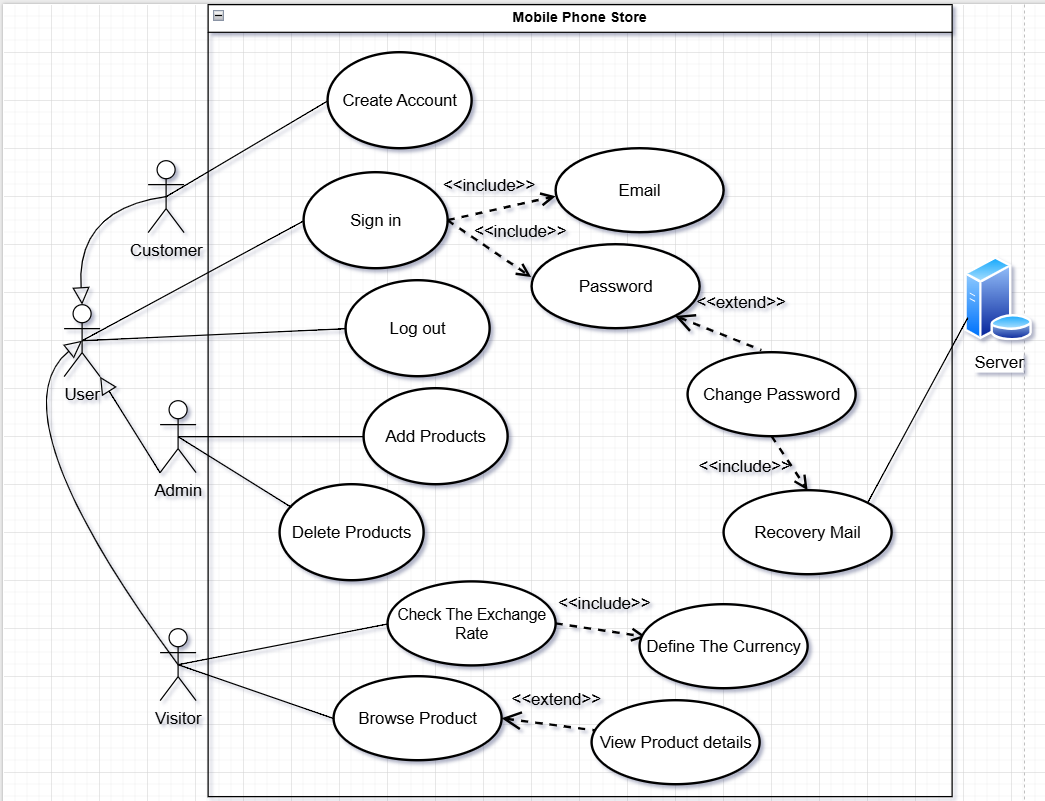 Mobile Phone Store
Create Account
Customer
Sign in
<<include>>
Email
<<include>>
Password
User
Log out
<<extend>>
Server
Change Password
Admin
Add Products
<<include>>
Delete Products
Recovery Mail
Check The Exchange
Rate
<<include>>
Define The Currency
Visitor
Browse Product
<<extend>>
View Product details